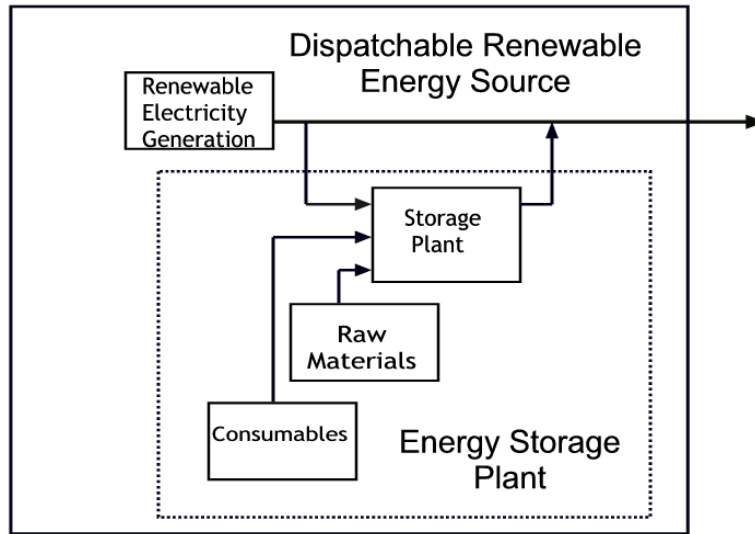 Dispatchable Renewable
Energy Source
Renewable
Electricity
Generation
Storage
Plant
Raw
Materials
Consumables
Energy Storage
Plant